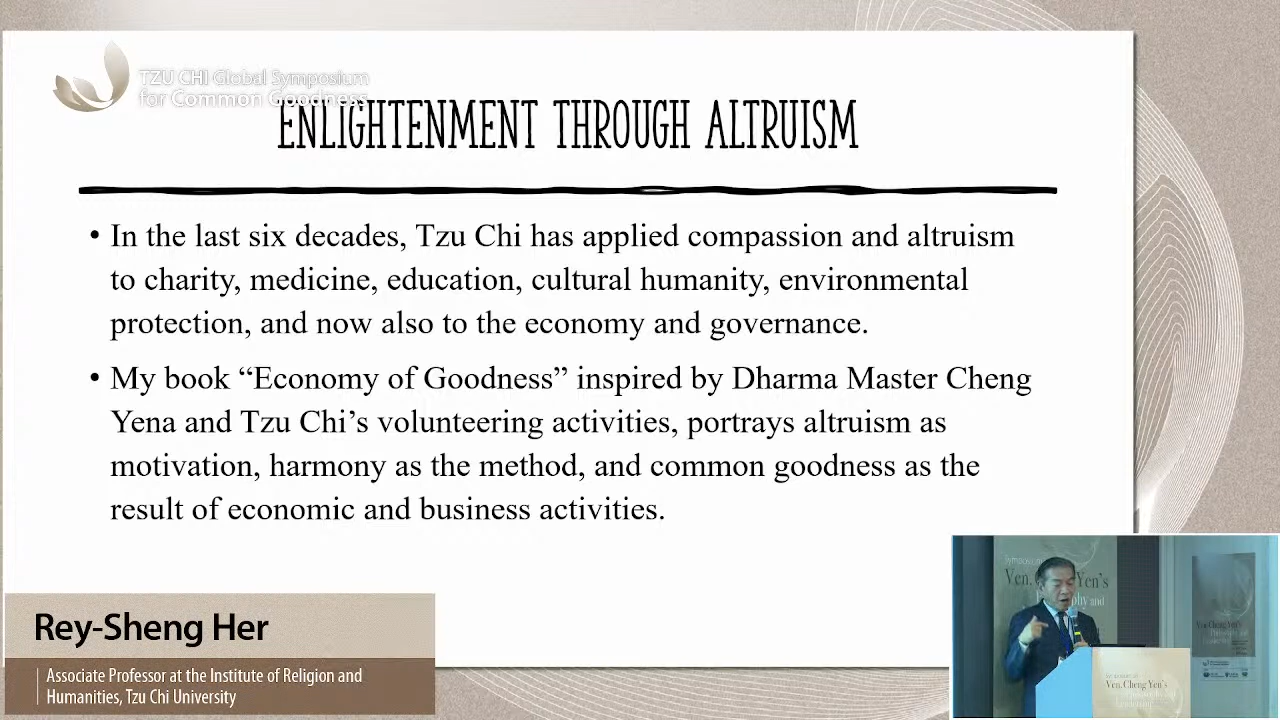 TZU CHI Global Symposium
for Common Goodness
ENLIGHTENMENT THROUGH ALTRUISM
• In the last six decades, Tzu Chi has applied compassion and altruism
to charity, medicine, education, cultural humanity, environmental
protection, and now also to the economy and governance.
• My book “Economy of Goodness” inspired by Dharma Master Cheng
Yena and Tzu Chi’s volunteering activities, portrays altruism as
motivation, harmony as the method, and common goodness as the
result of economic and business activities.
Rey-Sheng Her
Associate Professor at the Institute of Religion and
Humanities, Tzu Chi University
Ven. Cheng Yen's